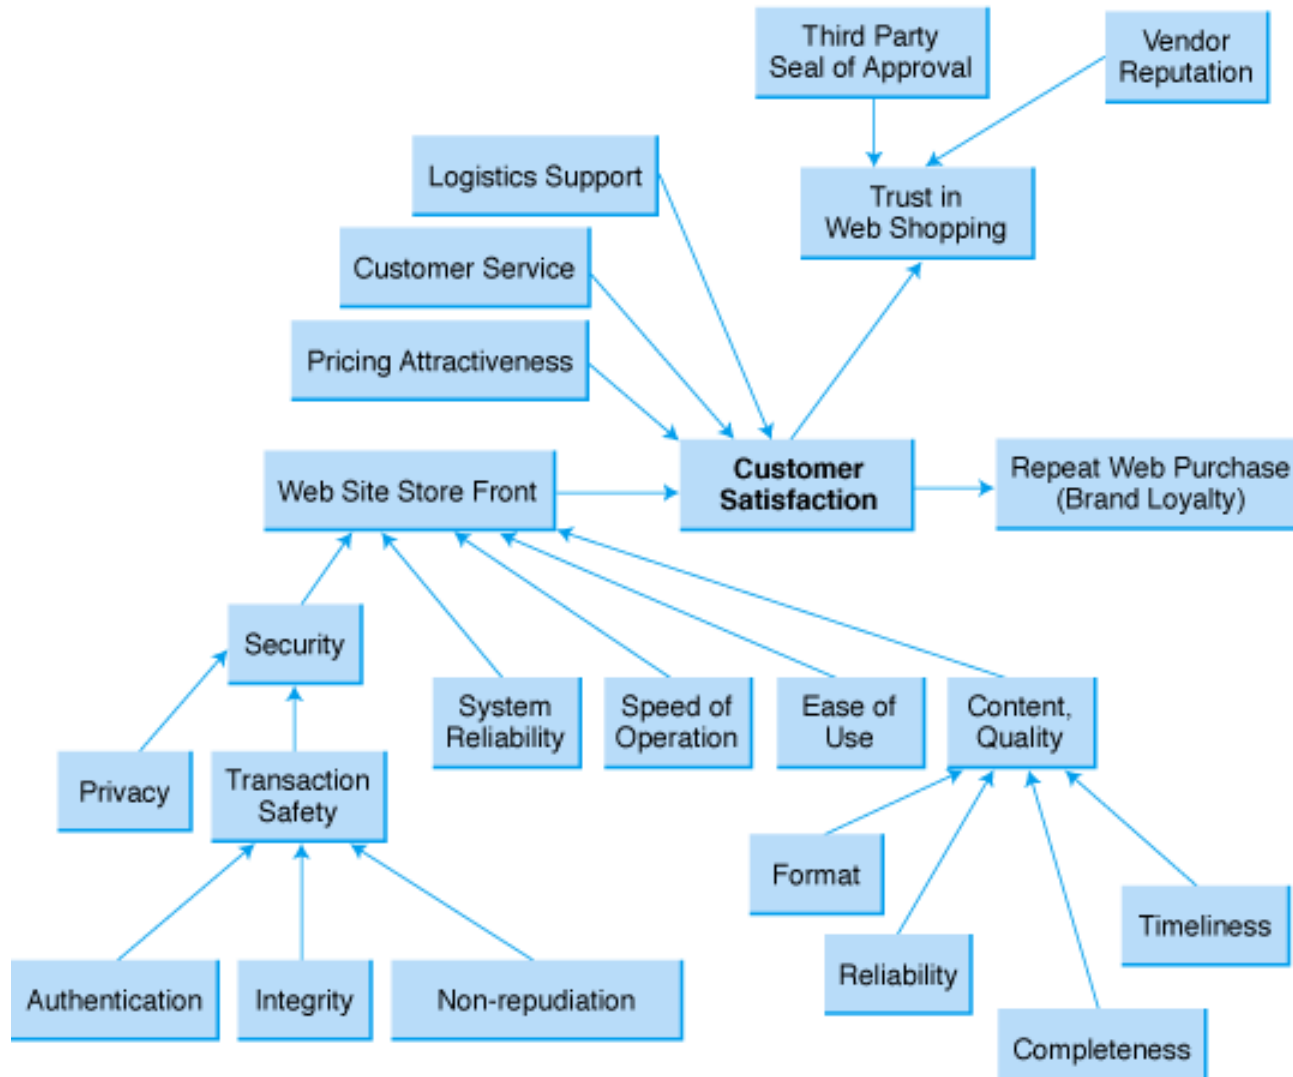 Third Party
Seal of Approval
Vendor
Reputation
Logistics Support
Trust in
Web Shopping
Customer Service
Pricing Attractiveness
Web Site Store Front
Customer
Satisfaction
Repeat Web Purchase
(Brand Loyalty)
Security
System
Reliability
Speed of
Operation
Ease of
Use
Content,
Quality
Privacy
Transaction
Safety
Format
Timeliness
Reliability
Authentication
Integrity
Non-repudiation
Completeness